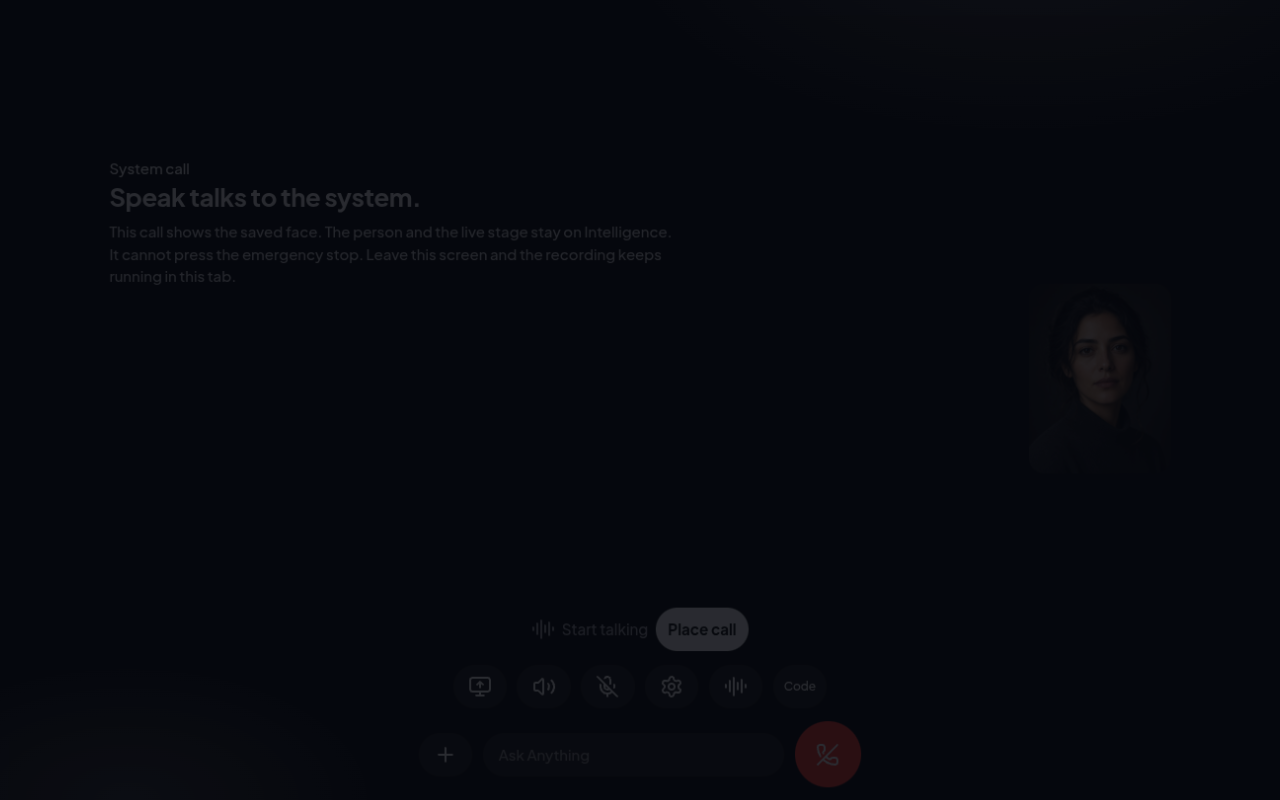 System call
Speak talks to the system.
This call shows the saved face. The person and the live stage stay on Intelligence.
It cannot press the emergency stop. Leave this screen and the recording keeps
running in this tab.
Start talking
Place call
Code
Ask Anything